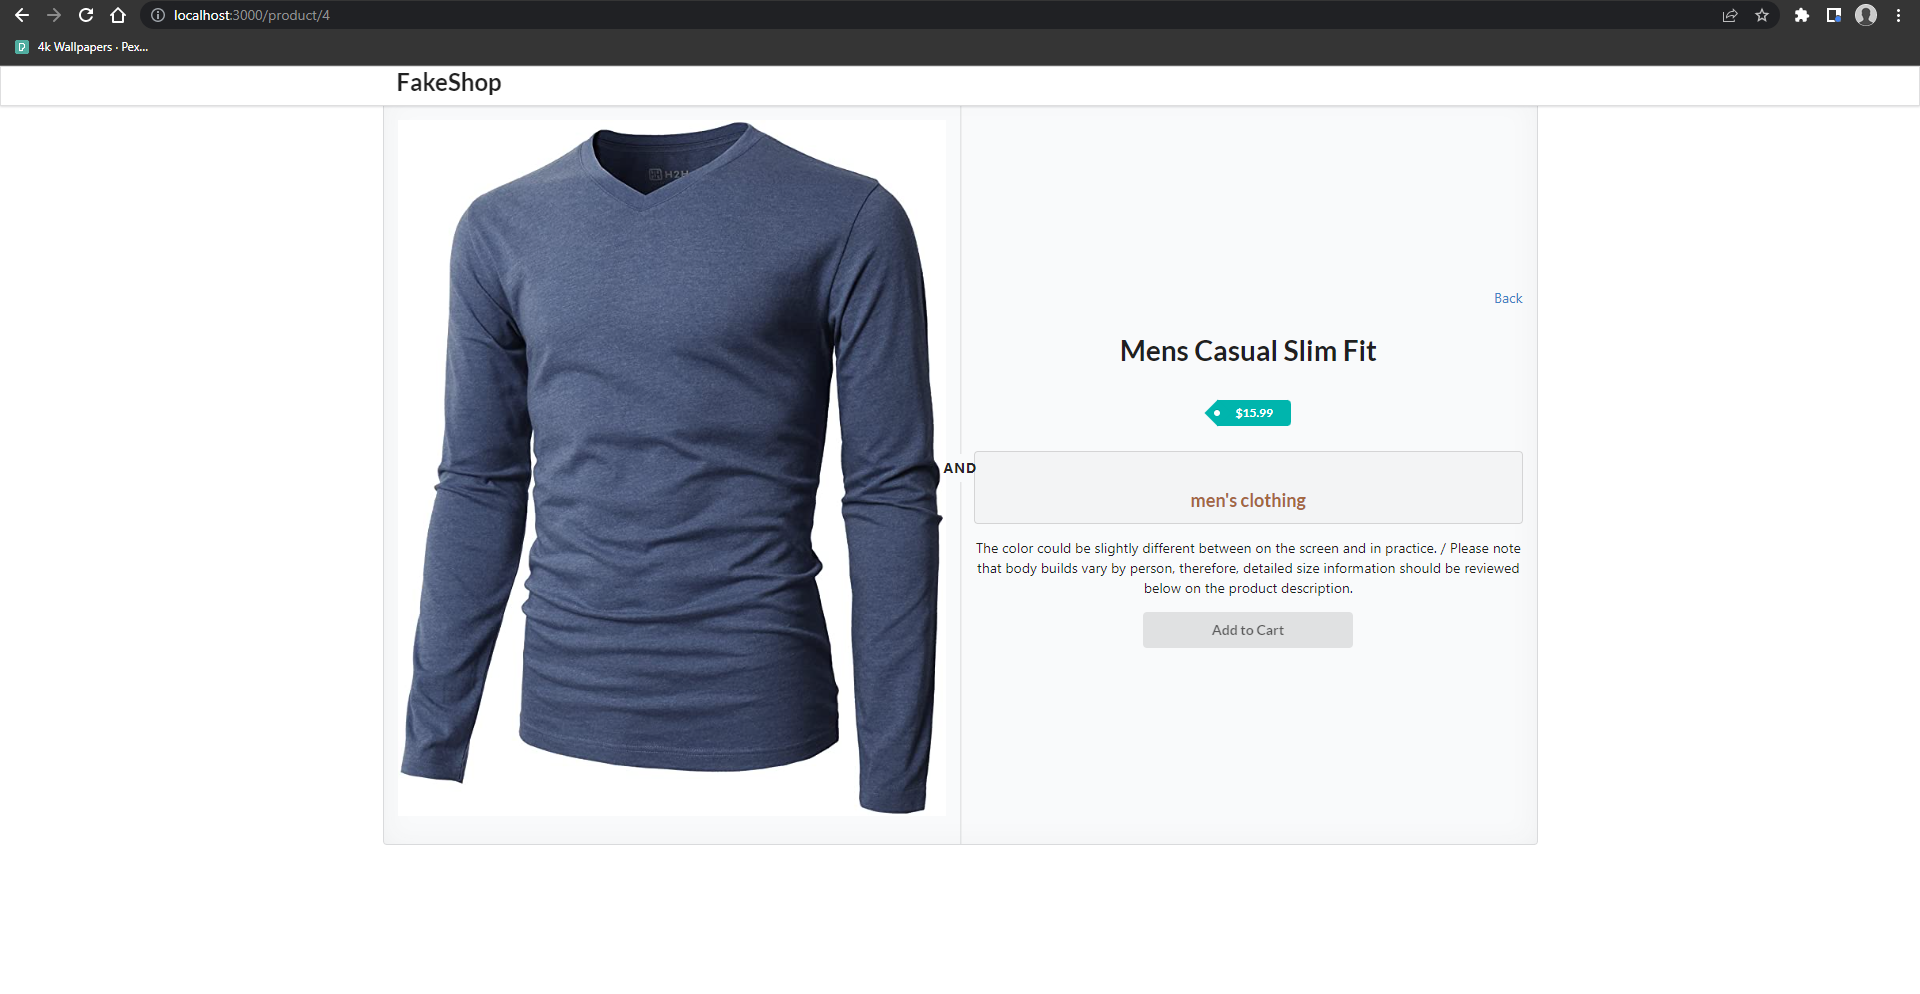 localhost:3000/product/4
4k Wallpapers · Pex...
FakeShop
H2H
Back
Mens Casual Slim Fit
$15.99
AND
men's clothing
The color could be slightly different between on the screen and in practice. / Please note
that body builds vary by person, therefore, detailed size information should be reviewed
below on the product description.
Add to Cart